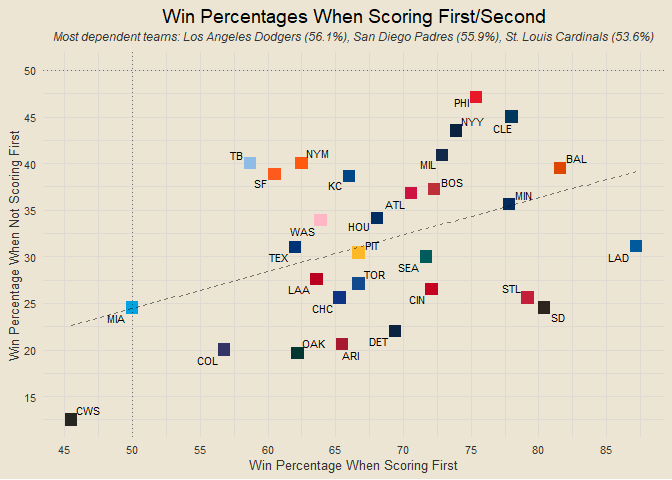 Win Percentages When Scoring First/Second
Most dependent teams: Los Angeles Dodgers (56.1%), San Diego Padres (55.9%), St. Louis Cardinals (53.6%)
Win Percentage When Not Scoring First
50
45
40
35
30
25
20
15
PHI
NYY
CLE
TB
NYM
MIL
BAL
SF
KC
BOS
ATL
MIN
WAS
HOU
TEX
PIT
LAD
SEA
TOR
LAA
CHC
CIN
STL
SD
MIA
COL
OAK
ARI
DET
CWS
45
50
55
60
65
70
75
80
85
Win Percentage When Scoring First